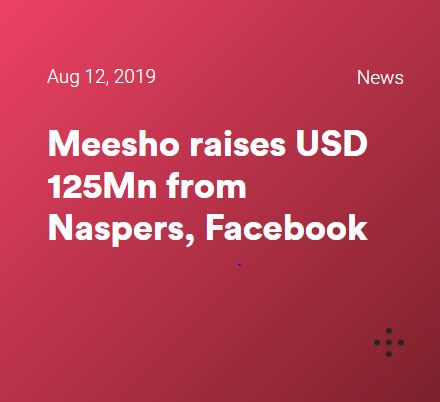 Aug 12, 2019 News
Meesho raises USD
125Mn from
Naspers, Facebook